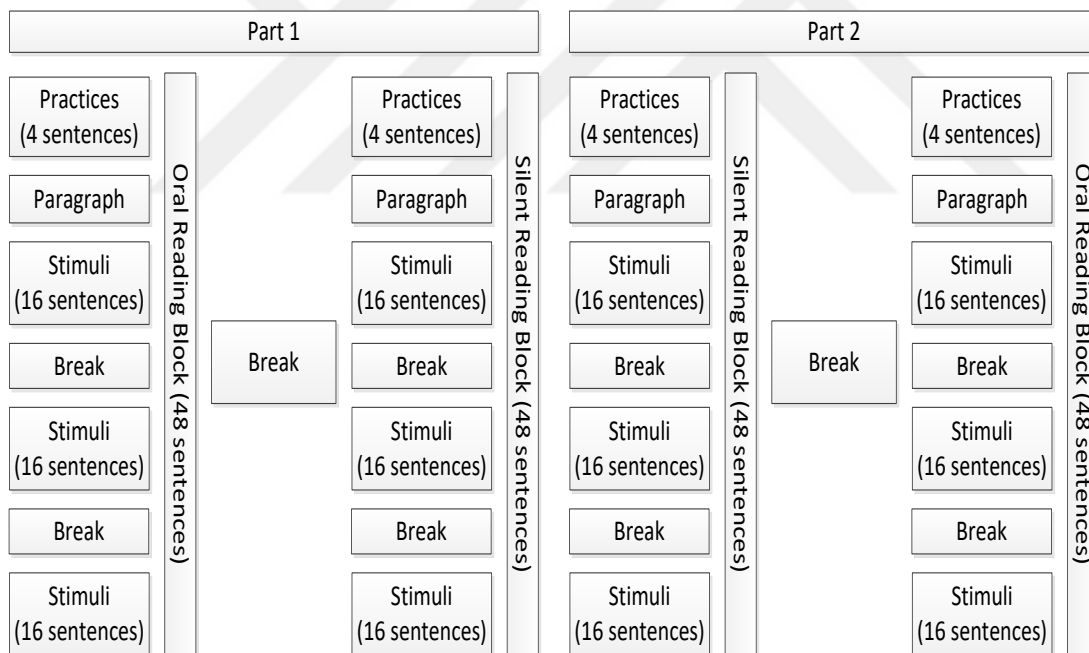 Part 1
Practices
(4 sentences)
Paragraph
Stimuli
(16 sentences)
Break
Stimuli
(16 sentences)
Break
Stimuli
(16 sentences)
Oral Reading Block (48 sentences)
Break
Practices
(4 sentences)
Paragraph
Stimuli
(16 sentences)
Break
Stimuli
(16 sentences)
Break
Stimuli
(16 sentences)
Silent Reading Block (48 sentences)
Part 2
Practices
(4 sentences)
Paragraph
Stimuli
(16 sentences)
Break
Stimuli
(16 sentences)
Break
Stimuli
(16 sentences)
Silent Reading Block (48 sentences)
Break
Practices
(4 sentences)
Paragraph
Stimuli
(16 sentences)
Break
Stimuli
(16 sentences)
Break
Stimuli
(16 sentences)
Oral Reading Block (48 sentences)